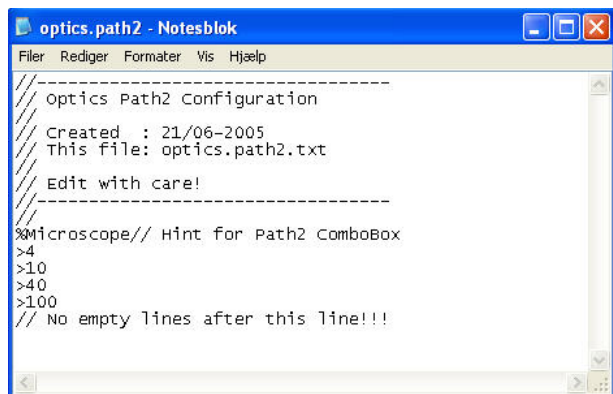 optics.path2 - Notesblok
Filer Rediger Formater Vis Hjælp
//-----------------------------------
// Optics Path2 Configuration
//
// Created  : 21/06-2005
// This file: optics.path2.txt
//
// Edit with care!
//-----------------------------------
//
%Microscope// Hint for Path2 ComboBox
>4
>10
>40
>100
// No empty lines after this line!!!